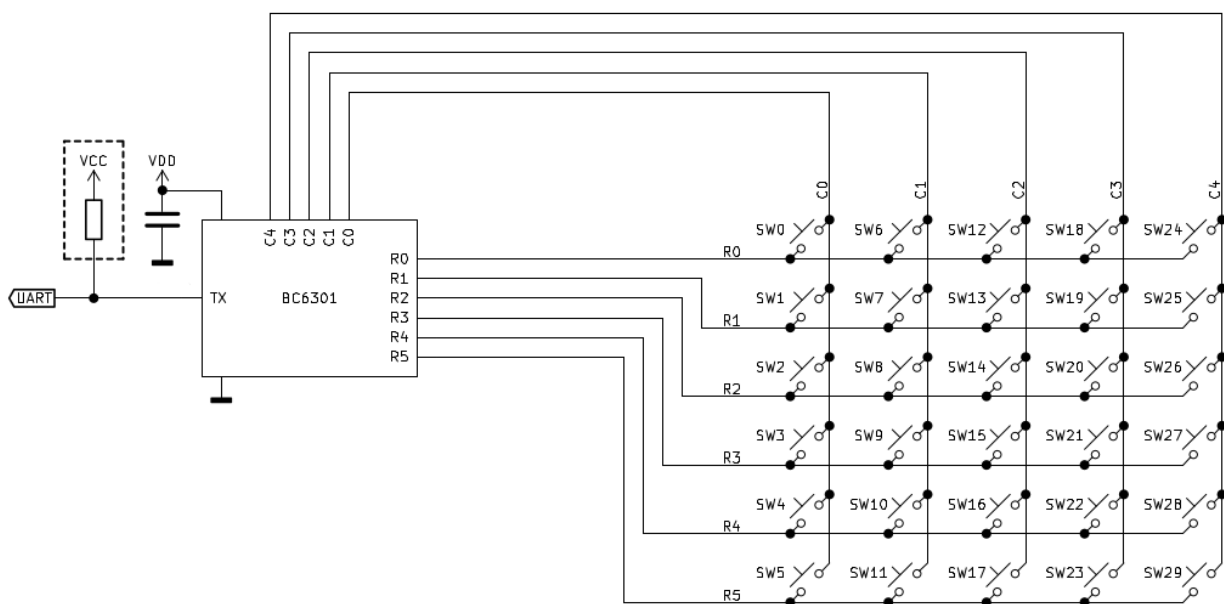 VCC VDD
C4 C3 C2 C1 C0
C0 C1 C2 C3 C4
R0
R1
UART TX BC6301 R2
R3
R4
R5
SW0 SW6 SW12 SW18 SW24
R0
SW1 SW7 SW13 SW19 SW25
R1
SW2 SW8 SW14 SW20 SW26
R2
SW3 SW9 SW15 SW21 SW27
R3
SW4 SW10 SW16 SW22 SW28
R4
SW5 SW11 SW17 SW23 SW29
R5